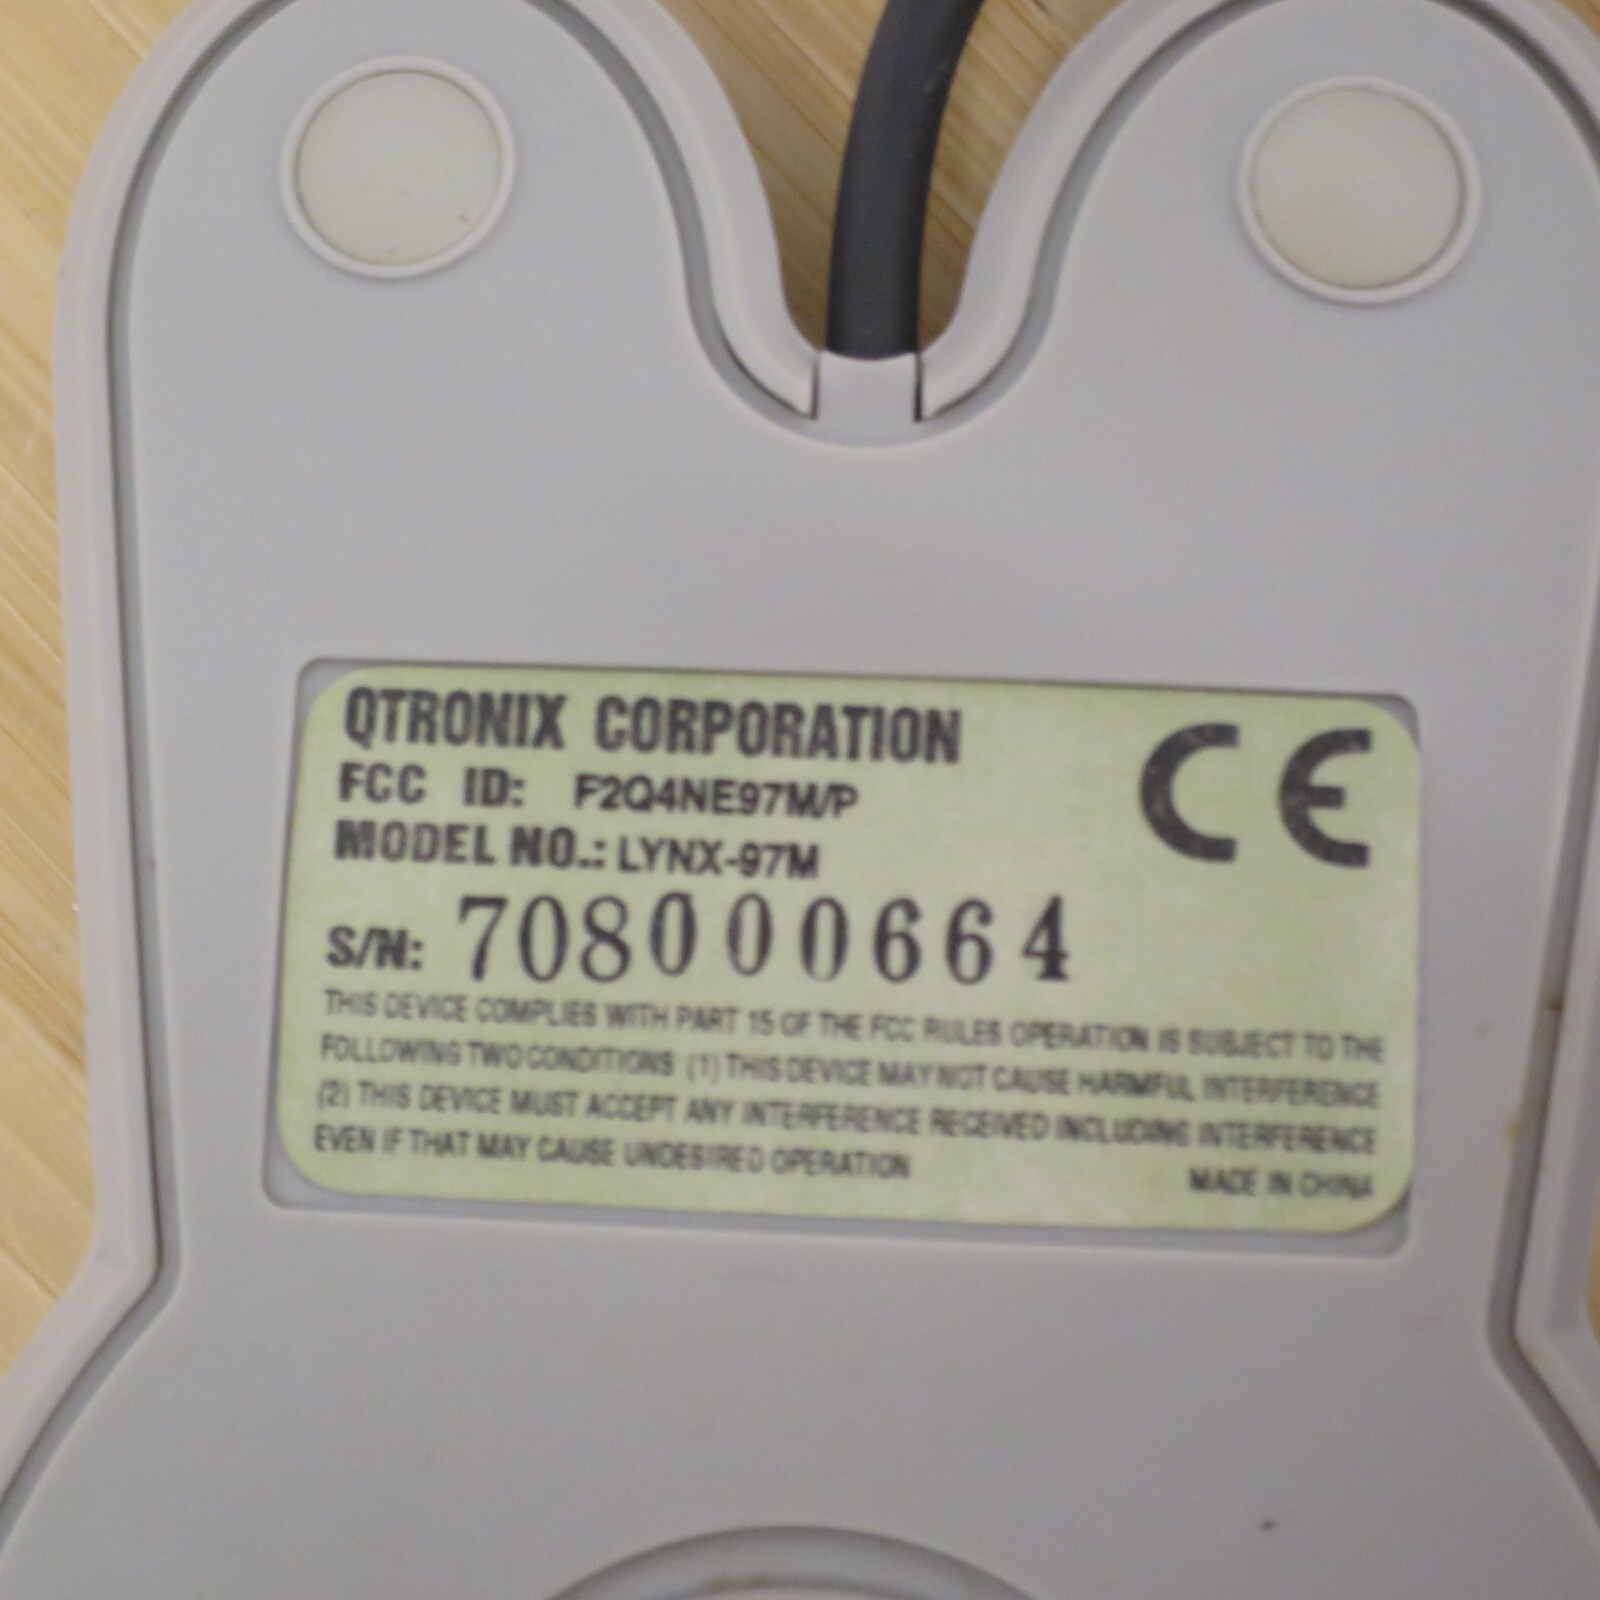 QTRONIX CORPORATION
CE
FCC ID: F2Q4NE97M/P
MODEL NO.: LYNX-97M
S/N: 708000664
THIS DEVICE COMPLIES WITH PART 15 OF THE FCC RULES OPERATION IS SUBJECT TO THE
FOLLOWING TWO CONDITIONS (1) THIS DEVICE MAY NOT CAUSE HARMFUL INTERFERENCE
(2) THIS DEVICE MUST ACCEPT ANY INTERFERENCE RECEIVED INCLUDING INTERFERENCE
EVEN IF THAT MAY CAUSE UNDESIRED OPERATION
MADE IN CHINA